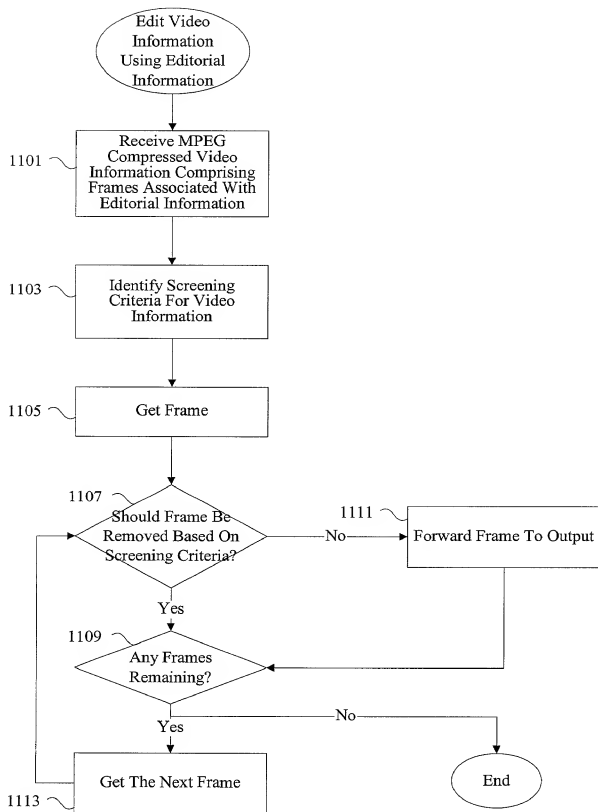 Edit Video
Information
Using Editorial
Information
1101
Receive MPEG
Compressed Video
Information Comprising
Frames Associated With
Editorial Information
1103
Identify Screening
Criteria For Video
Information
1105
Get Frame
1107
Should Frame Be
Removed Based On
Screening Criteria?
No
1111
Forward Frame To Output
Yes
1109
Any Frames
Remaining?
No
Yes
Get The Next Frame
1113
End